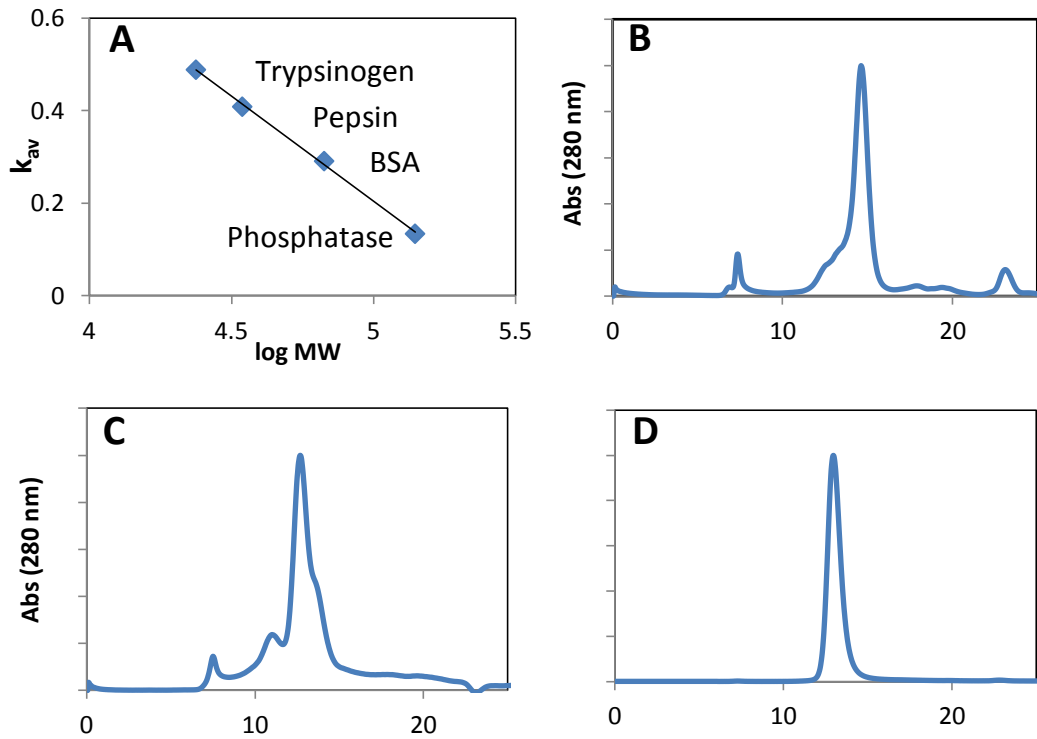 A
0.6
0.4
0.2
0
k_av
Trypsinogen
Pepsin
BSA
Phosphatase
4
4.5
5
5.5
log MW
B
Abs (280 nm)
0
10
20
C
Abs (280 nm)
0
10
20
D
0
10
20